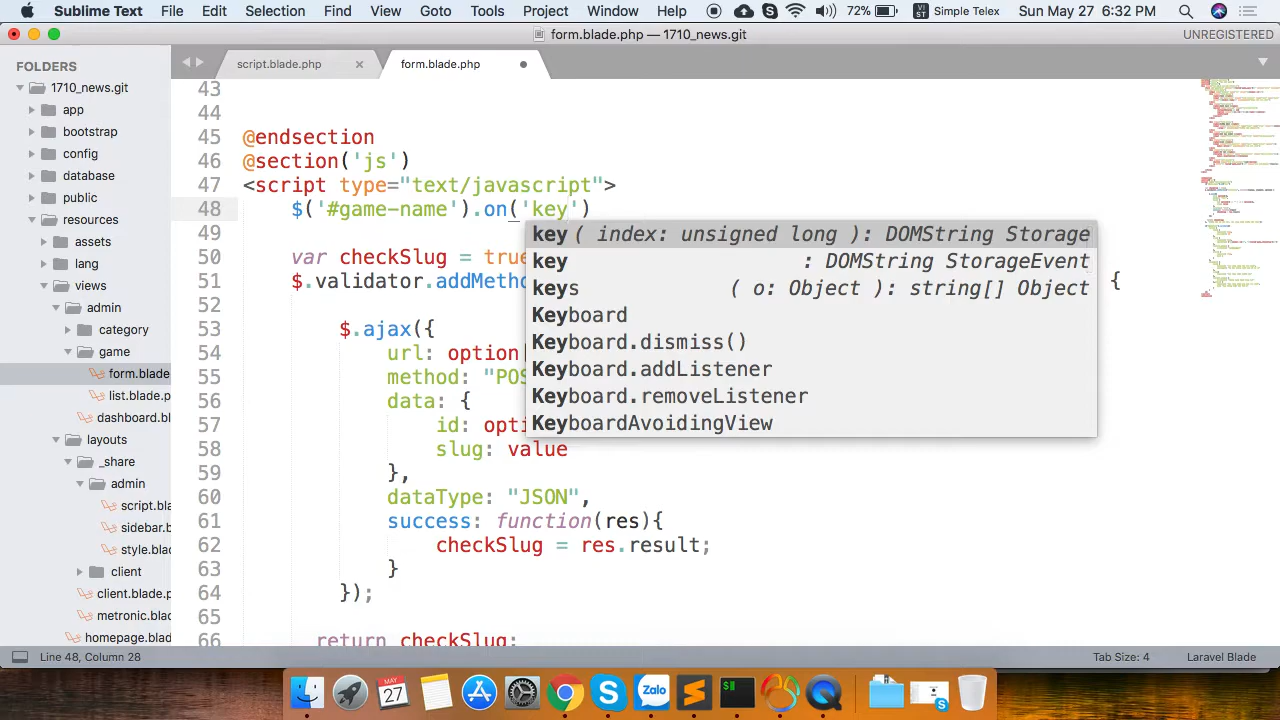 Sublime Text File Edit Selection Find View Goto Tools Project Window Help 72% VI ST Simple Telex Sun May 27 6:32 PM
form.blade.php — 1710_news.git UNREGISTERED
FOLDERS
script.blade.php
form.blade.php
1710_news.git
app
bootstrap
config
database
public
resources
assets
lang
views
admin
category
game
form.blade
list.blade.p
dashboard.bl
layouts
_share
admin
script.bl
sidebar.b
style.blad
client
client.blade.p
metronic.blac
homepage.blad
43
44
45 @endsection
46 @section('js')
47 <script type="text/javascript">
48 $('#game-name').on('key')
49
50 var checkSlug = true
51 $.validator.addMetho {
52
53 $.ajax({
54 url: option
55 method: "POS
56 data: {
57 id: opti
58 slug: value
59 },
60 dataType: "JSON",
61 success: function(res){
62 checkSlug = res.result;
63 }
64 });
65
66 return checkSlug;
key( index: unsigned long ): DOMString Storage
key : DOMString StorageEvent
keys ( o: Object ): string[] Object
Keyboard
Keyboard.dismiss()
Keyboard.addListener
Keyboard.removeListener
KeyboardAvoidingView
Line 48, Column 28 Tab Size: 4 Laravel Blade
MAY
27
Zalo